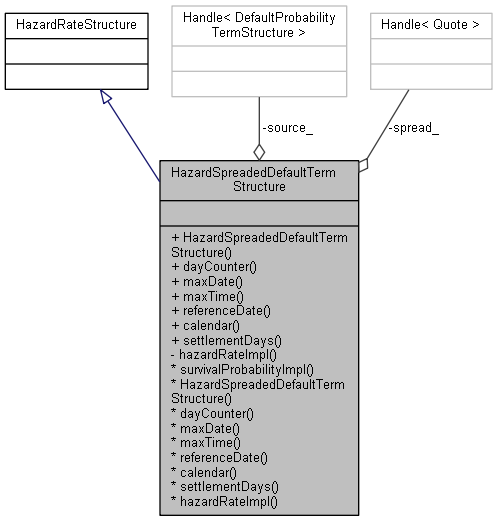 HazardRateStructure
Handle< DefaultProbability
TermStructure >
Handle< Quote >
-source_
-spread_
HazardSpreadedDefaultTerm
Structure
+ HazardSpreadedDefaultTerm
Structure()
+ dayCounter()
+ maxDate()
+ maxTime()
+ referenceDate()
+ calendar()
+ settlementDays()
- hazardRateImpl()
* survivalProbabilityImpl()
* HazardSpreadedDefaultTerm
Structure()
* dayCounter()
* maxDate()
* maxTime()
* referenceDate()
* calendar()
* settlementDays()
* hazardRateImpl()